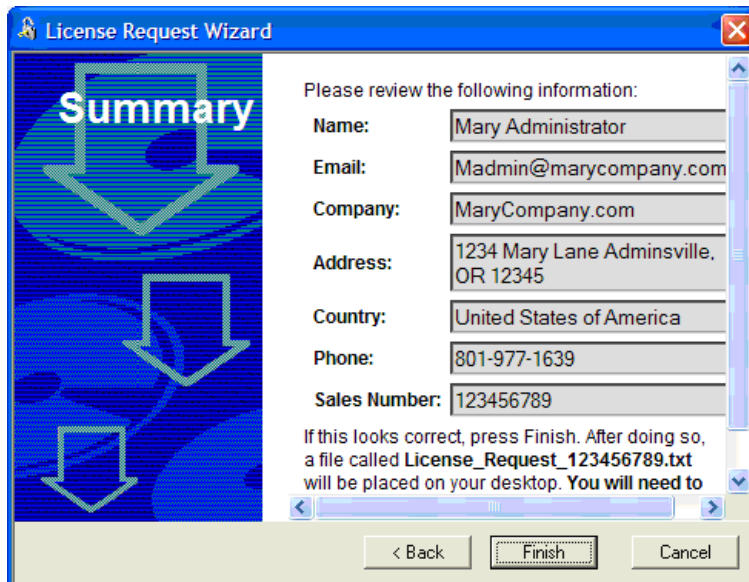 License Request Wizard
Summary
Please review the following information:
Name: Mary Administrator
Email: Madmin@marycompany.com
Company: MaryCompany.com
Address: 1234 Mary Lane Adminsville,
OR 12345
Country: United States of America
Phone: 801-977-1639
Sales Number: 123456789
If this looks correct, press Finish. After doing so,
a file called License_Request_123456789.txt
will be placed on your desktop. You will need to
< Back Finish Cancel